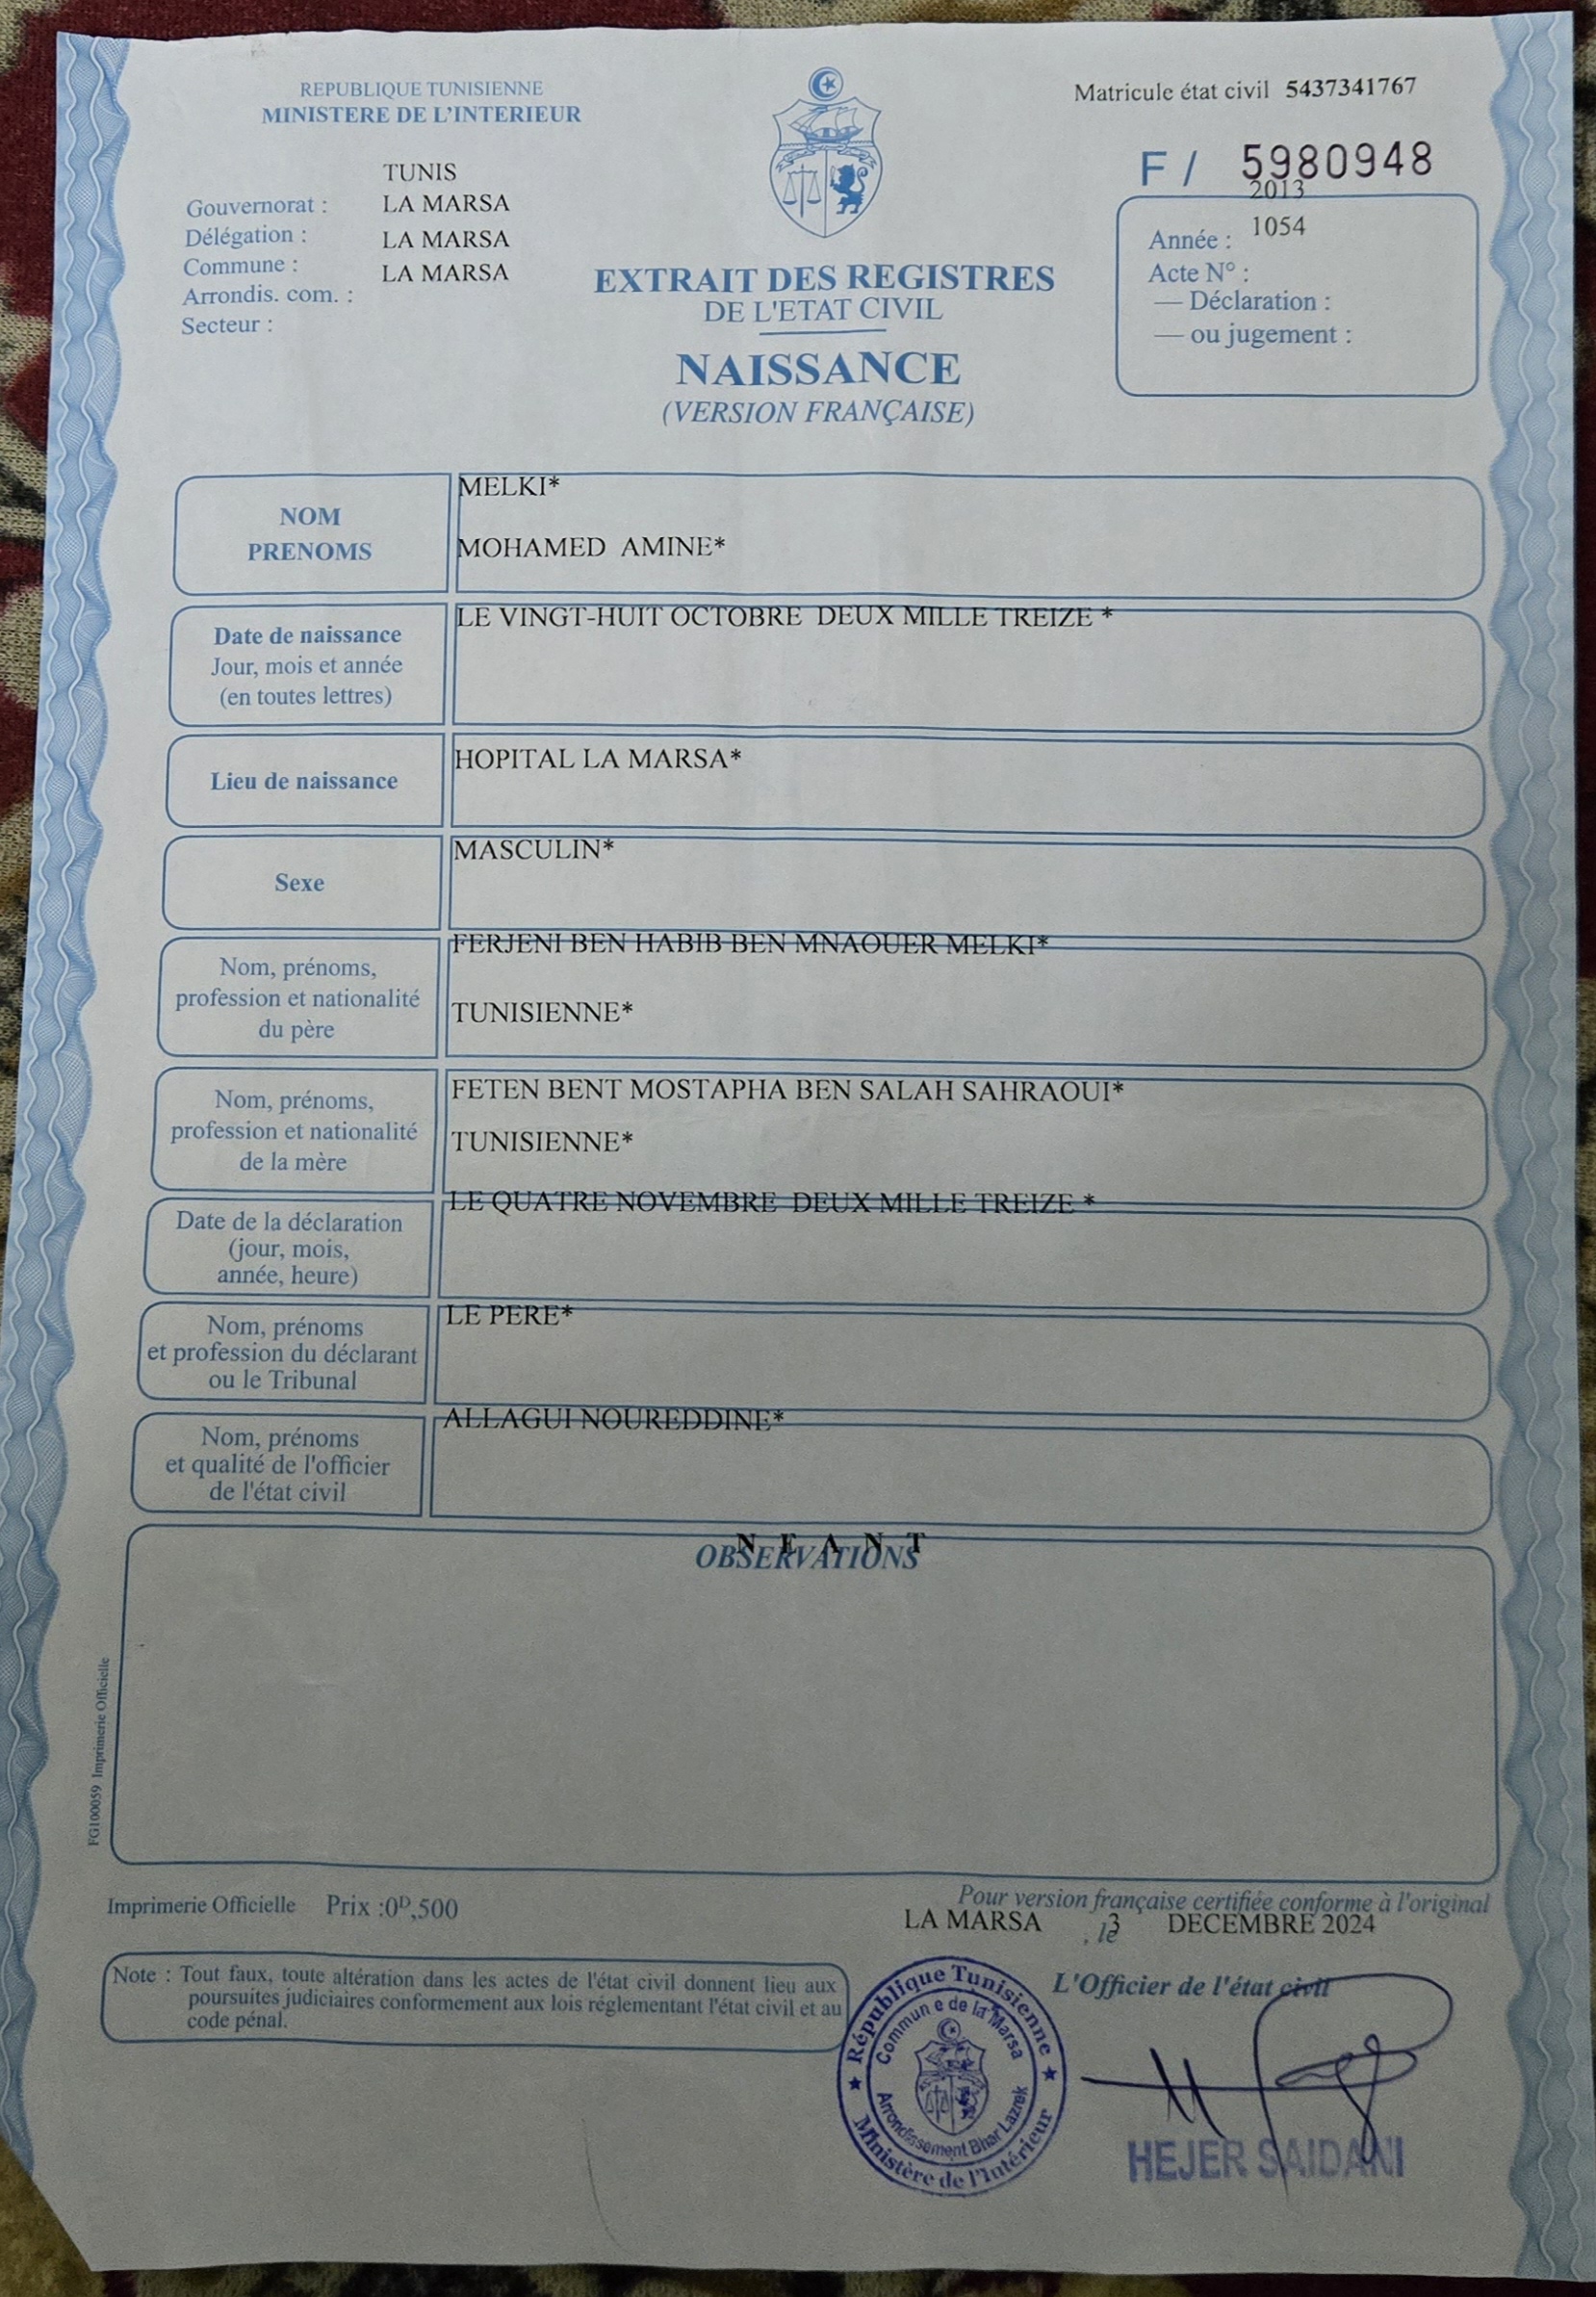 REPUBLIQUE TUNISIENNE
MINISTERE DE L'INTERIEUR
Matricule état civil 5437341767
F / 5980948
TUNIS
Gouvernorat : LA MARSA
Délégation : LA MARSA
Commune : LA MARSA
Arrondis. com. :
Secteur :
EXTRAIT DES REGISTRES
DE L'ETAT CIVIL
NAISSANCE
(VERSION FRANÇAISE)
2013
Année : 1054
Acte N° :
— Déclaration :
— ou jugement :
NOM
PRENOMS
MELKI*
MOHAMED AMINE*
Date de naissance
Jour, mois et année
(en toutes lettres)
LE VINGT-HUIT OCTOBRE DEUX MILLE TREIZE *
Lieu de naissance
HOPITAL LA MARSA*
Sexe
MASCULIN*
Nom, prénoms,
profession et nationalité
du père
FERJENI BEN HABIB BEN MNAOUER MELKI*
TUNISIENNE*
Nom, prénoms,
profession et nationalité
de la mère
FETEN BENT MOSTAPHA BEN SALAH SAHRAOUI*
TUNISIENNE*
Date de la déclaration
(jour, mois,
année, heure)
LE QUATRE NOVEMBRE DEUX MILLE TREIZE *
Nom, prénoms
et profession du déclarant
ou le Tribunal
LE PERE*
Nom, prénoms
et qualité de l'officier
de l'état civil
ALLAGUI NOUREDDINE*
N E A N T
OBSERVATIONS
FG100059 Imprimerie Officielle
Imprimerie Officielle Prix :0ᴰ,500
Pour version française certifiée conforme à l'original
LA MARSA , le 3 DECEMBRE 2024
Note : Tout faux, toute altération dans les actes de l'état civil donnent lieu aux
poursuites judiciaires conformement aux lois réglementant l'état civil et au
code pénal.
L'Officier de l'état civil
République Tunisienne
Commune de la Marsa
Arrondissement Bhar Lazrek
Ministère de l'Intérieur
HEJER SAIDANI